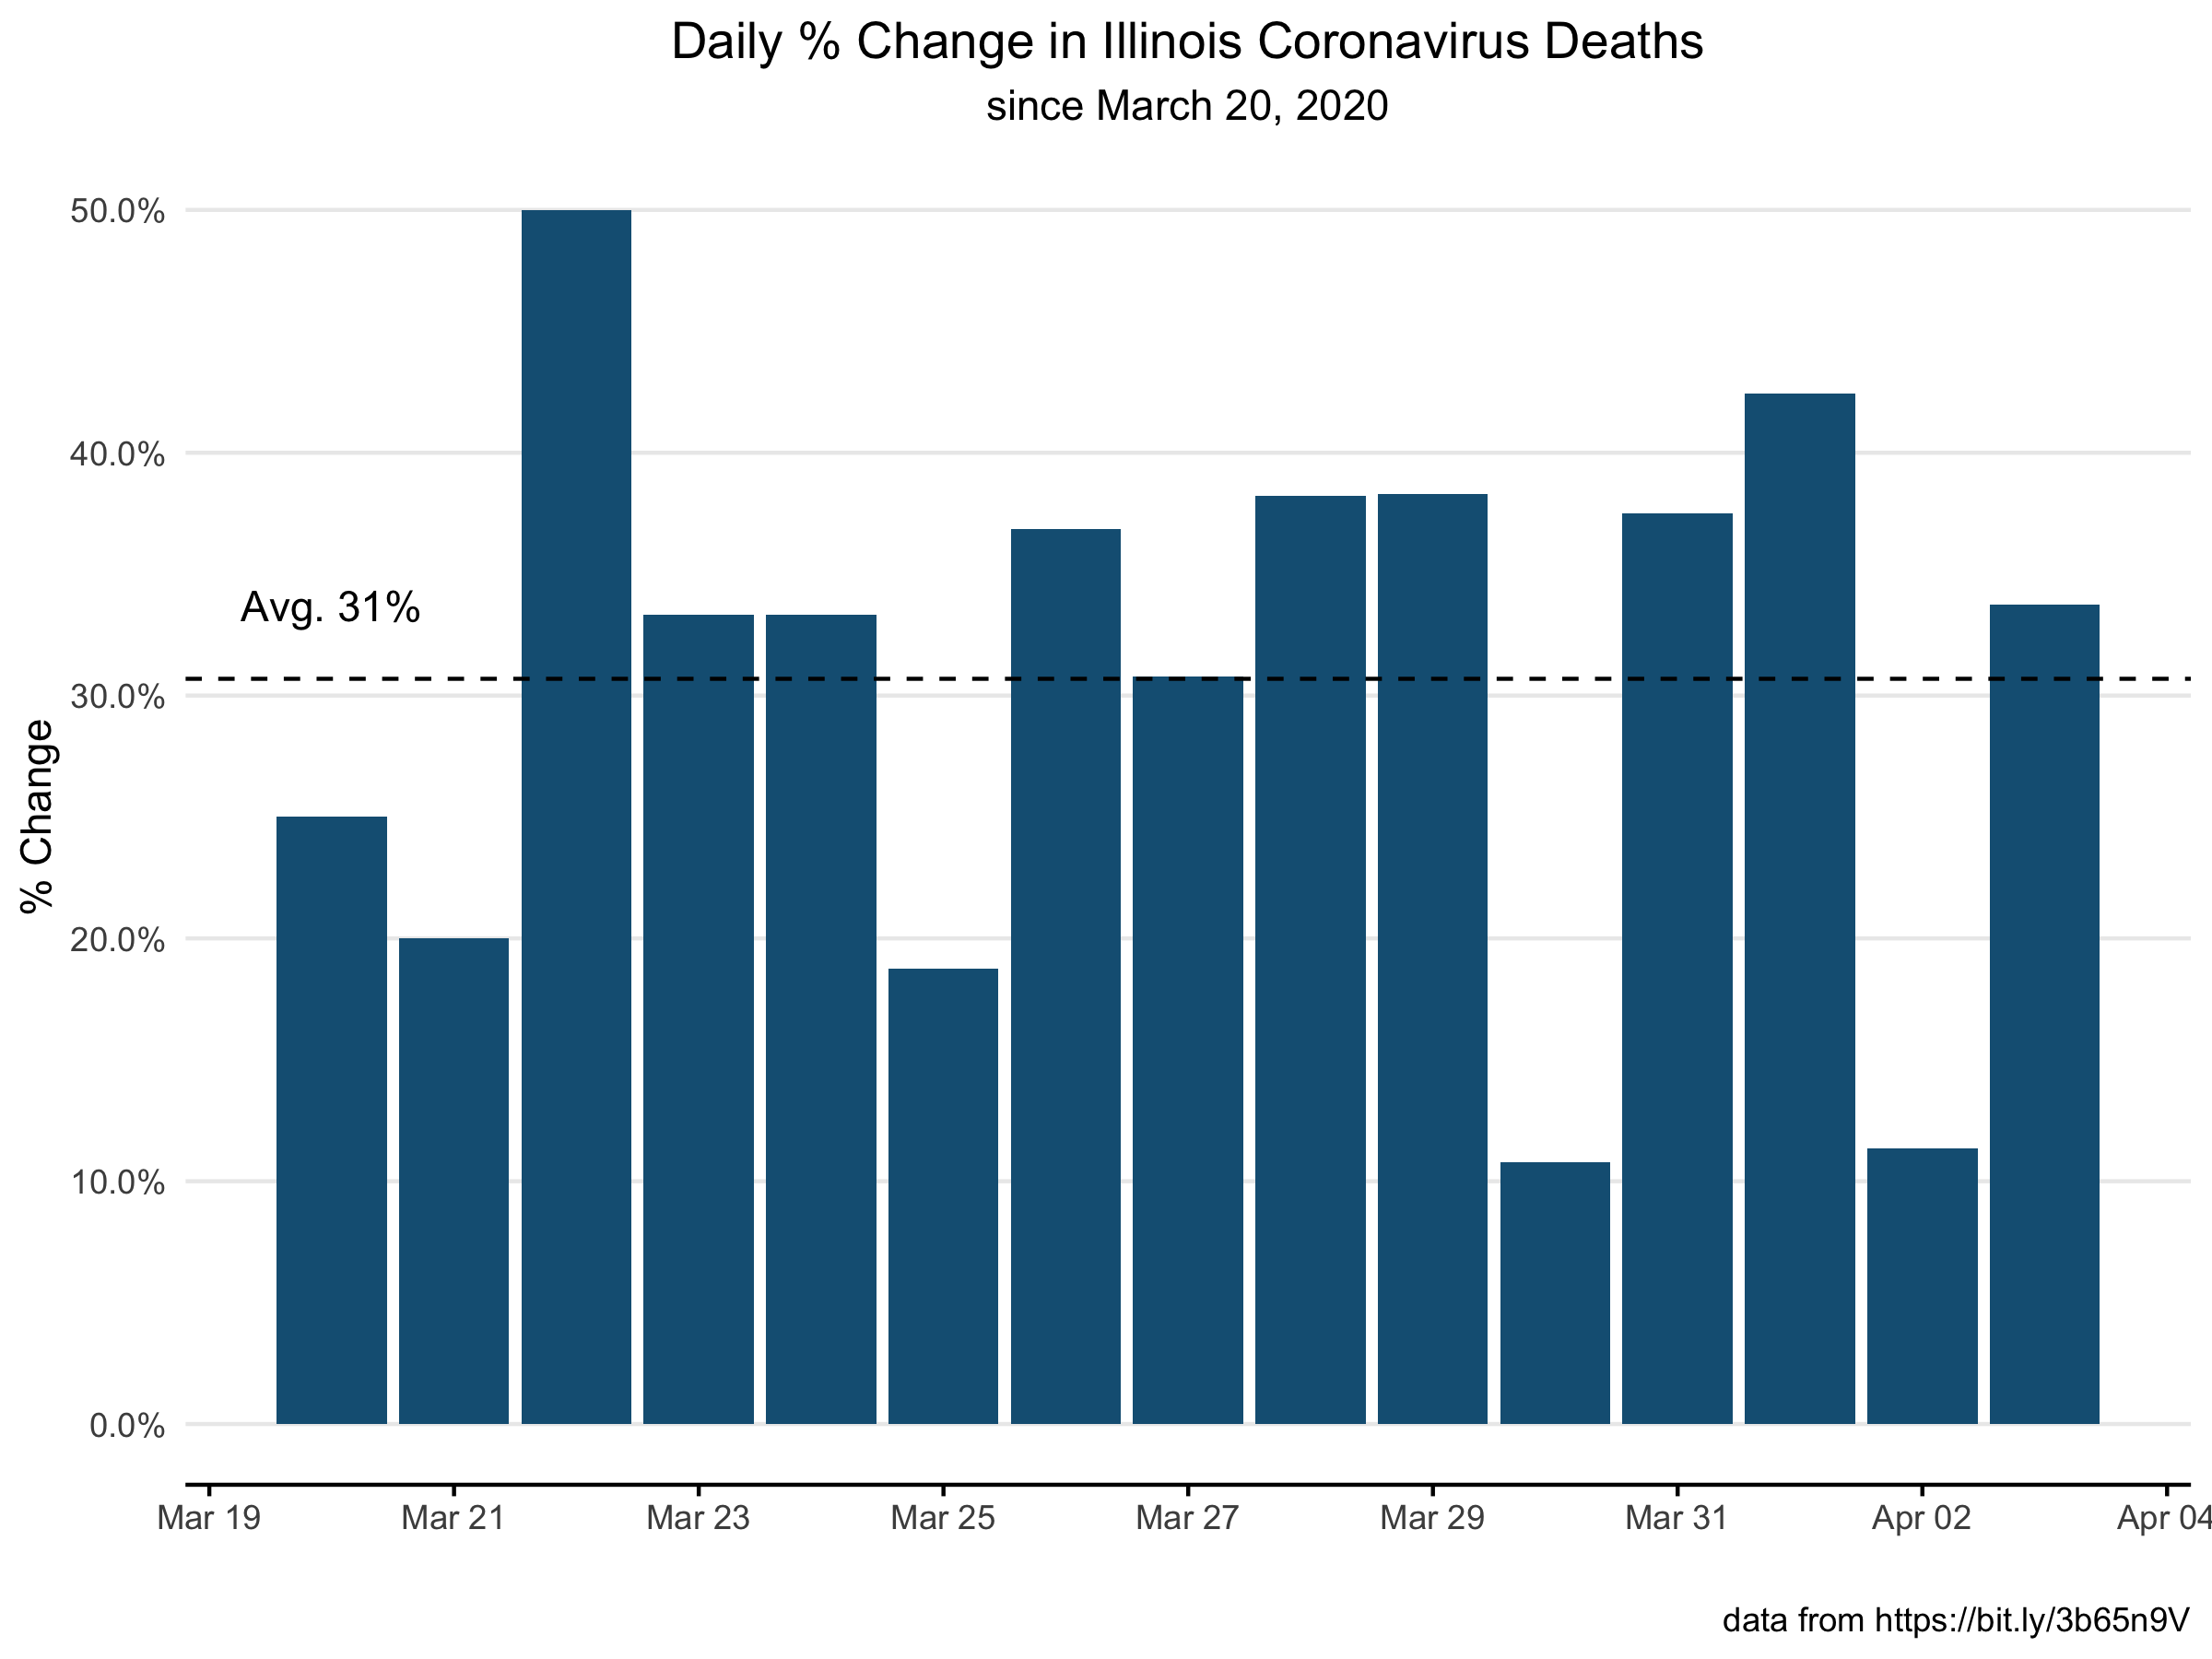 Daily % Change in Illinois Coronavirus Deaths
since March 20, 2020
50.0%
40.0%
Avg. 31%
30.0%
% Change
20.0%
10.0%
0.0%
Mar 19 Mar 21 Mar 23 Mar 25 Mar 27 Mar 29 Mar 31 Apr 02 Apr 04
data from https://bit.ly/3b65n9V